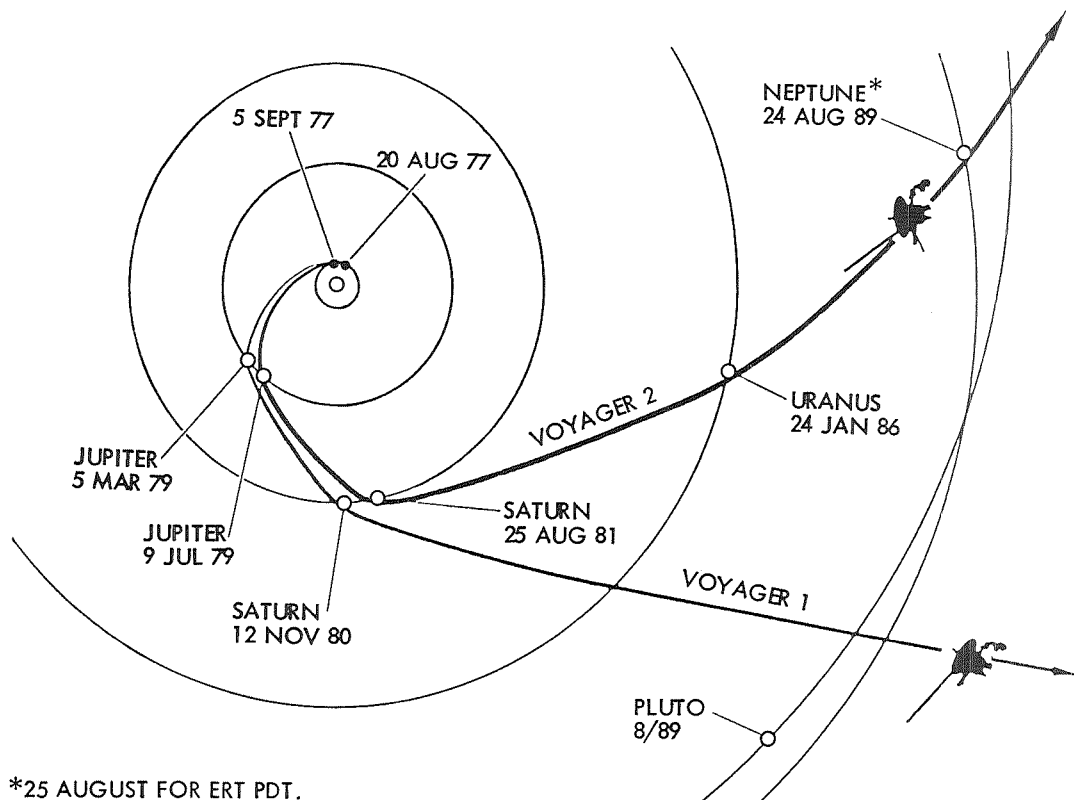 5 SEPT 77
20 AUG 77
NEPTUNE*
24 AUG 89
JUPITER
5 MAR 79
JUPITER
9 JUL 79
SATURN
12 NOV 80
SATURN
25 AUG 81
VOYAGER 2
URANUS
24 JAN 86
VOYAGER 1
PLUTO
8/89
*25 AUGUST FOR ERT PDT.